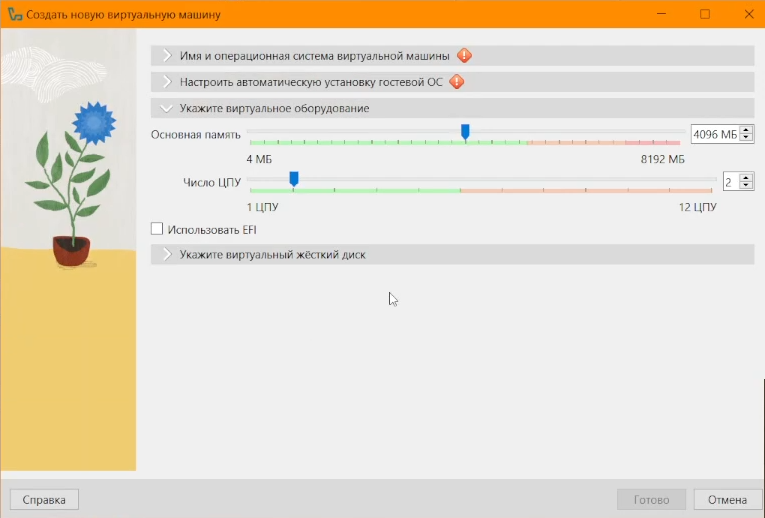 Создать новую виртуальную машину
Имя и операционная система виртуальной машины
Настроить автоматическую установку гостевой ОС
Укажите виртуальное оборудование
Основная память 4096 МБ
4 МБ 8192 МБ
Число ЦПУ 2
1 ЦПУ 12 ЦПУ
Использовать EFI
Укажите виртуальный жёсткий диск
Справка Готово Отмена